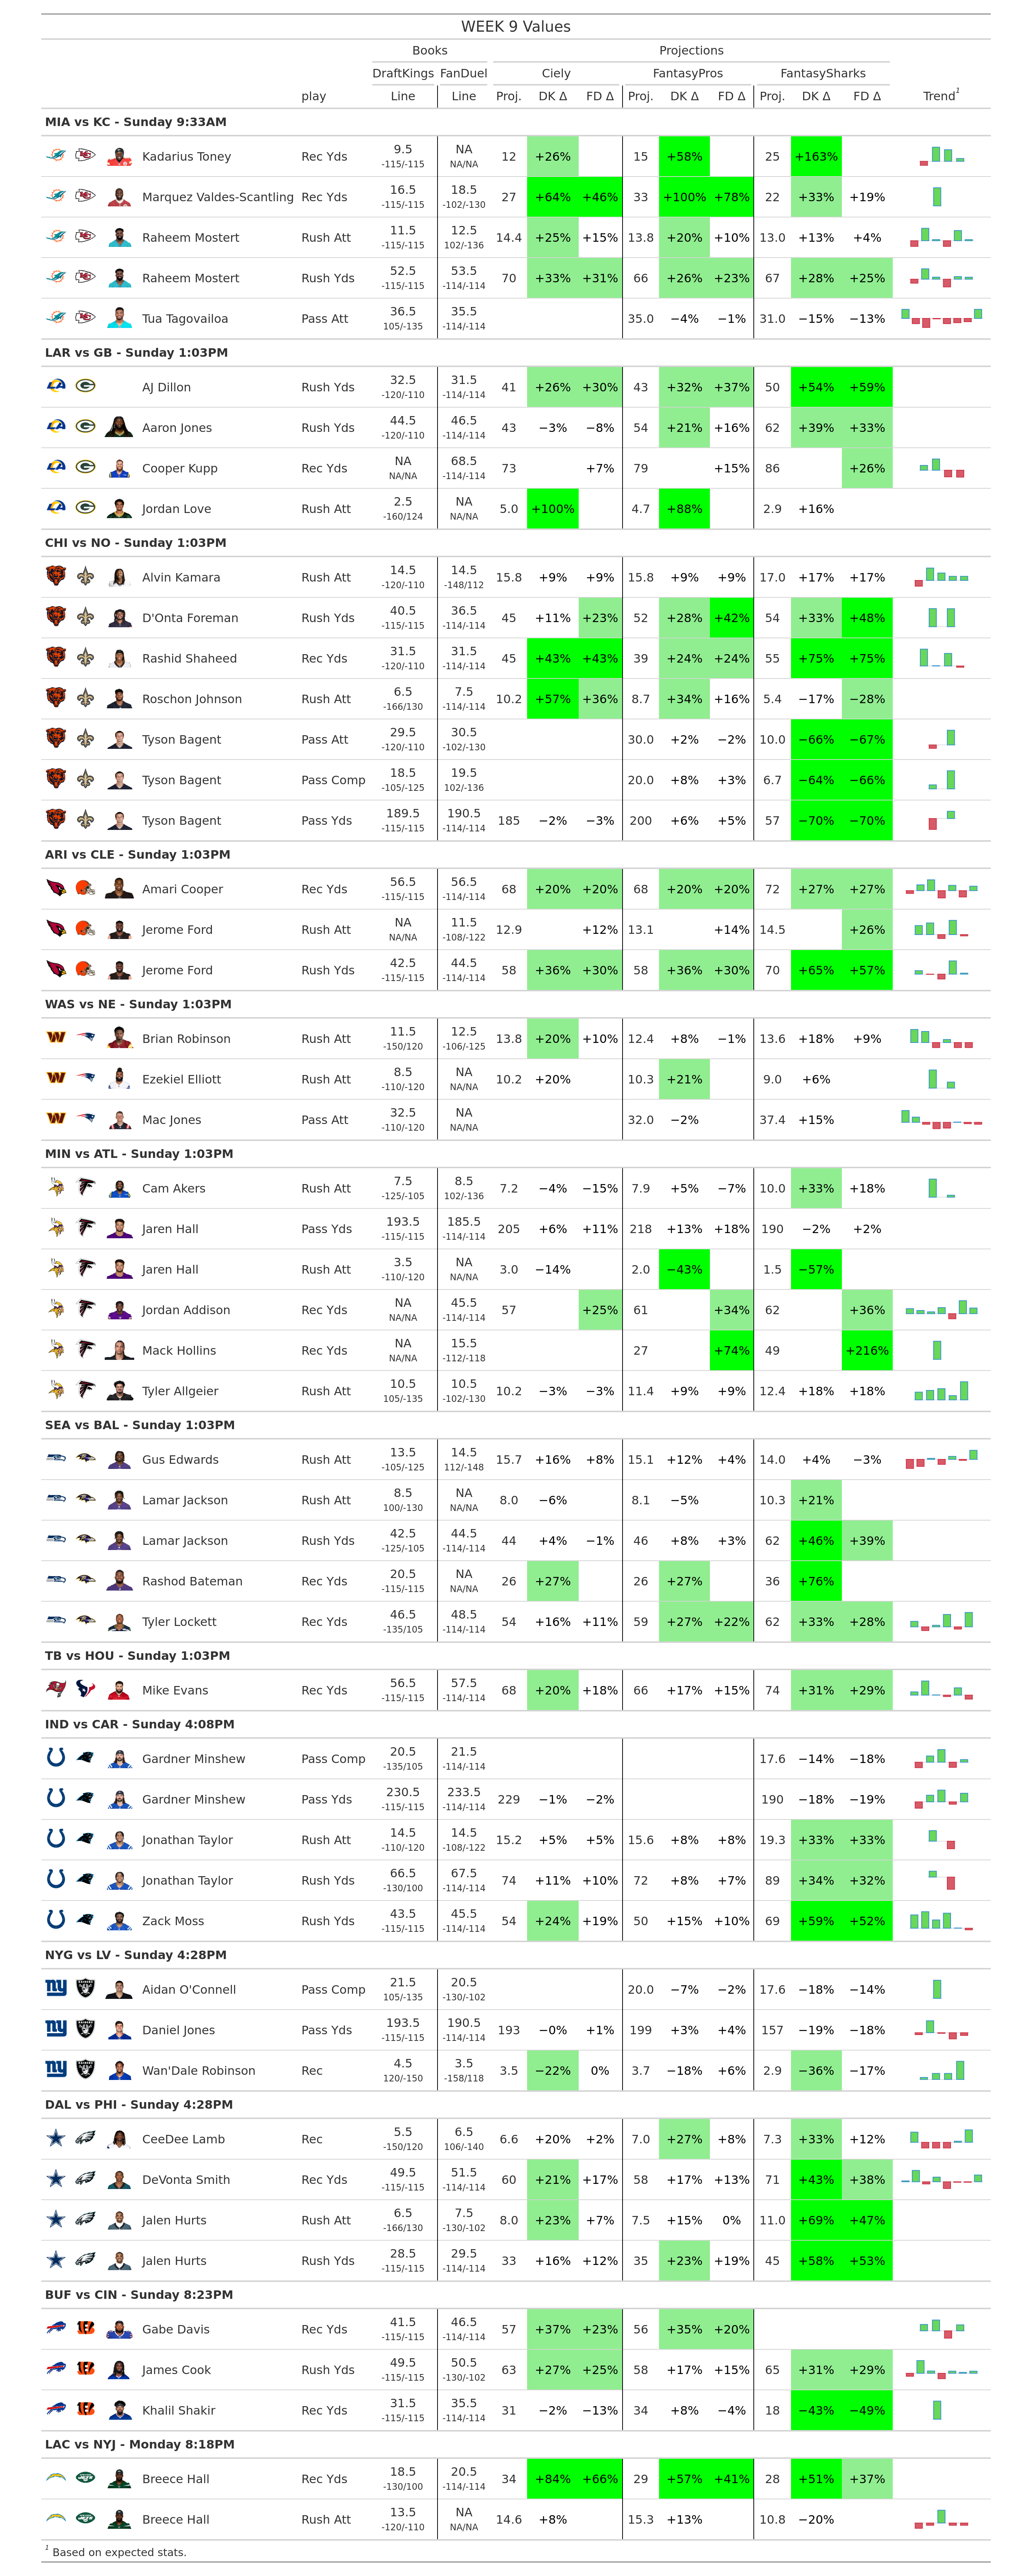 WEEK 9 Values
Books Projections
DraftKings FanDuel Ciely FantasyPros FantasySharks
play Line Line Proj. DK Δ FD Δ Proj. DK Δ FD Δ Proj. DK Δ FD Δ Trend1
MIA vs KC - Sunday 9:33AM
Kadarius Toney Rec Yds 9.5 NA 12 +26% 15 +58% 25 +163%
-115/-115 NA/NA
Marquez Valdes-Scantling Rec Yds 16.5 18.5 27 +64% +46% 33 +100% +78% 22 +33% +19%
-115/-115 -102/-130
Raheem Mostert Rush Att 11.5 12.5 14.4 +25% +15% 13.8 +20% +10% 13.0 +13% +4%
-115/-115 102/-136
Raheem Mostert Rush Yds 52.5 53.5 70 +33% +31% 66 +26% +23% 67 +28% +25%
-115/-115 -114/-114
Tua Tagovailoa Pass Att 36.5 35.5 35.0 −4% −1% 31.0 −15% −13%
105/-135 -114/-114
LAR vs GB - Sunday 1:03PM
AJ Dillon Rush Yds 32.5 31.5 41 +26% +30% 43 +32% +37% 50 +54% +59%
-120/-110 -114/-114
Aaron Jones Rush Yds 44.5 46.5 43 −3% −8% 54 +21% +16% 62 +39% +33%
-120/-110 -114/-114
Cooper Kupp Rec Yds NA 68.5 73 +7% 79 +15% 86 +26%
NA/NA -114/-114
Jordan Love Rush Att 2.5 NA 5.0 +100% 4.7 +88% 2.9 +16%
-160/124 NA/NA
CHI vs NO - Sunday 1:03PM
Alvin Kamara Rush Att 14.5 14.5 15.8 +9% +9% 15.8 +9% +9% 17.0 +17% +17%
-120/-110 -148/112
D'Onta Foreman Rush Yds 40.5 36.5 45 +11% +23% 52 +28% +42% 54 +33% +48%
-115/-115 -114/-114
Rashid Shaheed Rec Yds 31.5 31.5 45 +43% +43% 39 +24% +24% 55 +75% +75%
-120/-110 -114/-114
Roschon Johnson Rush Att 6.5 7.5 10.2 +57% +36% 8.7 +34% +16% 5.4 −17% −28%
-166/130 -114/-114
Tyson Bagent Pass Att 29.5 30.5 30.0 +2% −2% 10.0 −66% −67%
-120/-110 -102/-130
Tyson Bagent Pass Comp 18.5 19.5 20.0 +8% +3% 6.7 −64% −66%
-105/-125 102/-136
Tyson Bagent Pass Yds 189.5 190.5 185 −2% −3% 200 +6% +5% 57 −70% −70%
-115/-115 -114/-114
ARI vs CLE - Sunday 1:03PM
Amari Cooper Rec Yds 56.5 56.5 68 +20% +20% 68 +20% +20% 72 +27% +27%
-115/-115 -114/-114
Jerome Ford Rush Att NA 11.5 12.9 +12% 13.1 +14% 14.5 +26%
NA/NA -108/-122
Jerome Ford Rush Yds 42.5 44.5 58 +36% +30% 58 +36% +30% 70 +65% +57%
-115/-115 -114/-114
WAS vs NE - Sunday 1:03PM
Brian Robinson Rush Att 11.5 12.5 13.8 +20% +10% 12.4 +8% −1% 13.6 +18% +9%
-150/120 -106/-125
Ezekiel Elliott Rush Att 8.5 NA 10.2 +20% 10.3 +21% 9.0 +6%
-110/-120 NA/NA
Mac Jones Pass Att 32.5 NA 32.0 −2% 37.4 +15%
-110/-120 NA/NA
MIN vs ATL - Sunday 1:03PM
Cam Akers Rush Att 7.5 8.5 7.2 −4% −15% 7.9 +5% −7% 10.0 +33% +18%
-125/-105 102/-136
Jaren Hall Pass Yds 193.5 185.5 205 +6% +11% 218 +13% +18% 190 −2% +2%
-115/-115 -114/-114
Jaren Hall Rush Att 3.5 NA 3.0 −14% 2.0 −43% 1.5 −57%
-110/-120 NA/NA
Jordan Addison Rec Yds NA 45.5 57 +25% 61 +34% 62 +36%
NA/NA -114/-114
Mack Hollins Rec Yds NA 15.5 27 +74% 49 +216%
NA/NA -112/-118
Tyler Allgeier Rush Att 10.5 10.5 10.2 −3% −3% 11.4 +9% +9% 12.4 +18% +18%
105/-135 -102/-130
SEA vs BAL - Sunday 1:03PM
Gus Edwards Rush Att 13.5 14.5 15.7 +16% +8% 15.1 +12% +4% 14.0 +4% −3%
-105/-125 112/-148
Lamar Jackson Rush Att 8.5 NA 8.0 −6% 8.1 −5% 10.3 +21%
100/-130 NA/NA
Lamar Jackson Rush Yds 42.5 44.5 44 +4% −1% 46 +8% +3% 62 +46% +39%
-125/-105 -114/-114
Rashod Bateman Rec Yds 20.5 NA 26 +27% 26 +27% 36 +76%
-115/-115 NA/NA
Tyler Lockett Rec Yds 46.5 48.5 54 +16% +11% 59 +27% +22% 62 +33% +28%
-135/105 -114/-114
TB vs HOU - Sunday 1:03PM
Mike Evans Rec Yds 56.5 57.5 68 +20% +18% 66 +17% +15% 74 +31% +29%
-115/-115 -114/-114
IND vs CAR - Sunday 4:08PM
Gardner Minshew Pass Comp 20.5 21.5 17.6 −14% −18%
-135/105 -114/-114
Gardner Minshew Pass Yds 230.5 233.5 229 −1% −2% 190 −18% −19%
-115/-115 -114/-114
Jonathan Taylor Rush Att 14.5 14.5 15.2 +5% +5% 15.6 +8% +8% 19.3 +33% +33%
-110/-120 -108/-122
Jonathan Taylor Rush Yds 66.5 67.5 74 +11% +10% 72 +8% +7% 89 +34% +32%
-130/100 -114/-114
Zack Moss Rush Yds 43.5 45.5 54 +24% +19% 50 +15% +10% 69 +59% +52%
-115/-115 -114/-114
NYG vs LV - Sunday 4:28PM
Aidan O'Connell Pass Comp 21.5 20.5 20.0 −7% −2% 17.6 −18% −14%
105/-135 -130/-102
Daniel Jones Pass Yds 193.5 190.5 193 −0% +1% 199 +3% +4% 157 −19% −18%
-115/-115 -114/-114
Wan'Dale Robinson Rec 4.5 3.5 3.5 −22% 0% 3.7 −18% +6% 2.9 −36% −17%
120/-150 -158/118
DAL vs PHI - Sunday 4:28PM
CeeDee Lamb Rec 5.5 6.5 6.6 +20% +2% 7.0 +27% +8% 7.3 +33% +12%
-150/120 106/-140
DeVonta Smith Rec Yds 49.5 51.5 60 +21% +17% 58 +17% +13% 71 +43% +38%
-115/-115 -114/-114
Jalen Hurts Rush Att 6.5 7.5 8.0 +23% +7% 7.5 +15% 0% 11.0 +69% +47%
-166/130 -130/-102
Jalen Hurts Rush Yds 28.5 29.5 33 +16% +12% 35 +23% +19% 45 +58% +53%
-115/-115 -114/-114
BUF vs CIN - Sunday 8:23PM
Gabe Davis Rec Yds 41.5 46.5 57 +37% +23% 56 +35% +20%
-115/-115 -114/-114
James Cook Rush Yds 49.5 50.5 63 +27% +25% 58 +17% +15% 65 +31% +29%
-115/-115 -130/-102
Khalil Shakir Rec Yds 31.5 35.5 31 −2% −13% 34 +8% −4% 18 −43% −49%
-115/-115 -114/-114
LAC vs NYJ - Monday 8:18PM
Breece Hall Rec Yds 18.5 20.5 34 +84% +66% 29 +57% +41% 28 +51% +37%
-130/100 -114/-114
Breece Hall Rush Att 13.5 NA 14.6 +8% 15.3 +13% 10.8 −20%
-120/-110 NA/NA
1 Based on expected stats.